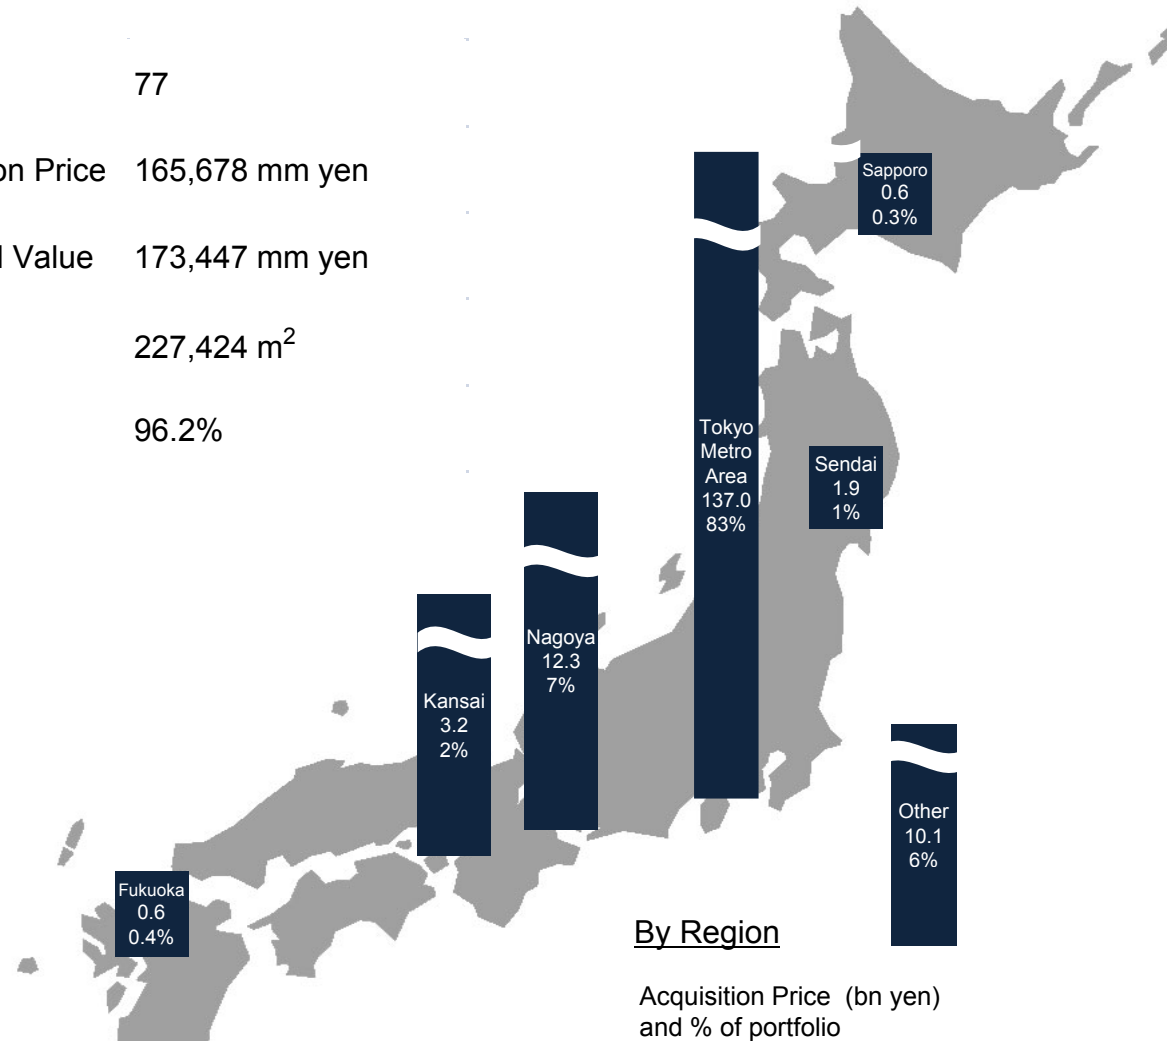 77
on Price 165,678 mm yen
l Value 173,447 mm yen
227,424 m²
96.2%
Sapporo
0.6
0.3%
Tokyo
Metro
Area
137.0
83%
Sendai
1.9
1%
Nagoya
12.3
7%
Kansai
3.2
2%
Other
10.1
6%
Fukuoka
0.6
0.4%
By Region
Acquisition Price (bn yen)
and % of portfolio